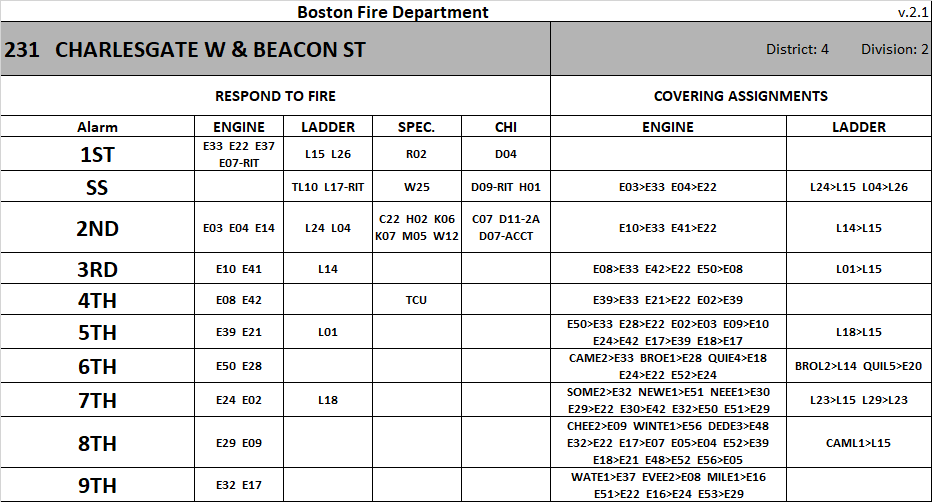 Boston Fire Department v.2.1
231 CHARLESGATE W & BEACON ST District: 4 Division: 2
RESPOND TO FIRE COVERING ASSIGNMENTS
Alarm ENGINE LADDER SPEC. CHI ENGINE LADDER
1ST E33 E22 E37 E07-RIT L15 L26 R02 D04
SS TL10 L17-RIT W25 D09-RIT H01 E03>E33 E04>E22 L24>L15 L04>L26
2ND E03 E04 E14 L24 L04 C22 H02 K06 K07 M05 W12 C07 D11-2A D07-ACCT E10>E33 E41>E22 L14>L15
3RD E10 E41 L14 E08>E33 E42>E22 E50>E08 L01>L15
4TH E08 E42 TCU E39>E33 E21>E22 E02>E39
5TH E39 E21 L01 E50>E33 E28>E22 E02>E03 E09>E10 E24>E42 E17>E39 E18>E17 L18>L15
6TH E50 E28 CAME2>E33 BROE1>E28 QUIE4>E18 E24>E22 E52>E24 BROL2>L14 QUIL5>E20
7TH E24 E02 L18 SOME2>E32 NEWE1>E51 NEEE1>E30 E29>E22 E30>E42 E32>E50 E51>E29 L23>L15 L29>L23
8TH E29 E09 CHEE2>E09 WINTE1>E56 DEDE3>E48 E32>E22 E17>E07 E05>E04 E52>E39 E18>E21 E48>E52 E56>E05 CAML1>L15
9TH E32 E17 WATE1>E37 EVEE2>E08 MILE1>E16 E51>E22 E16>E24 E53>E29